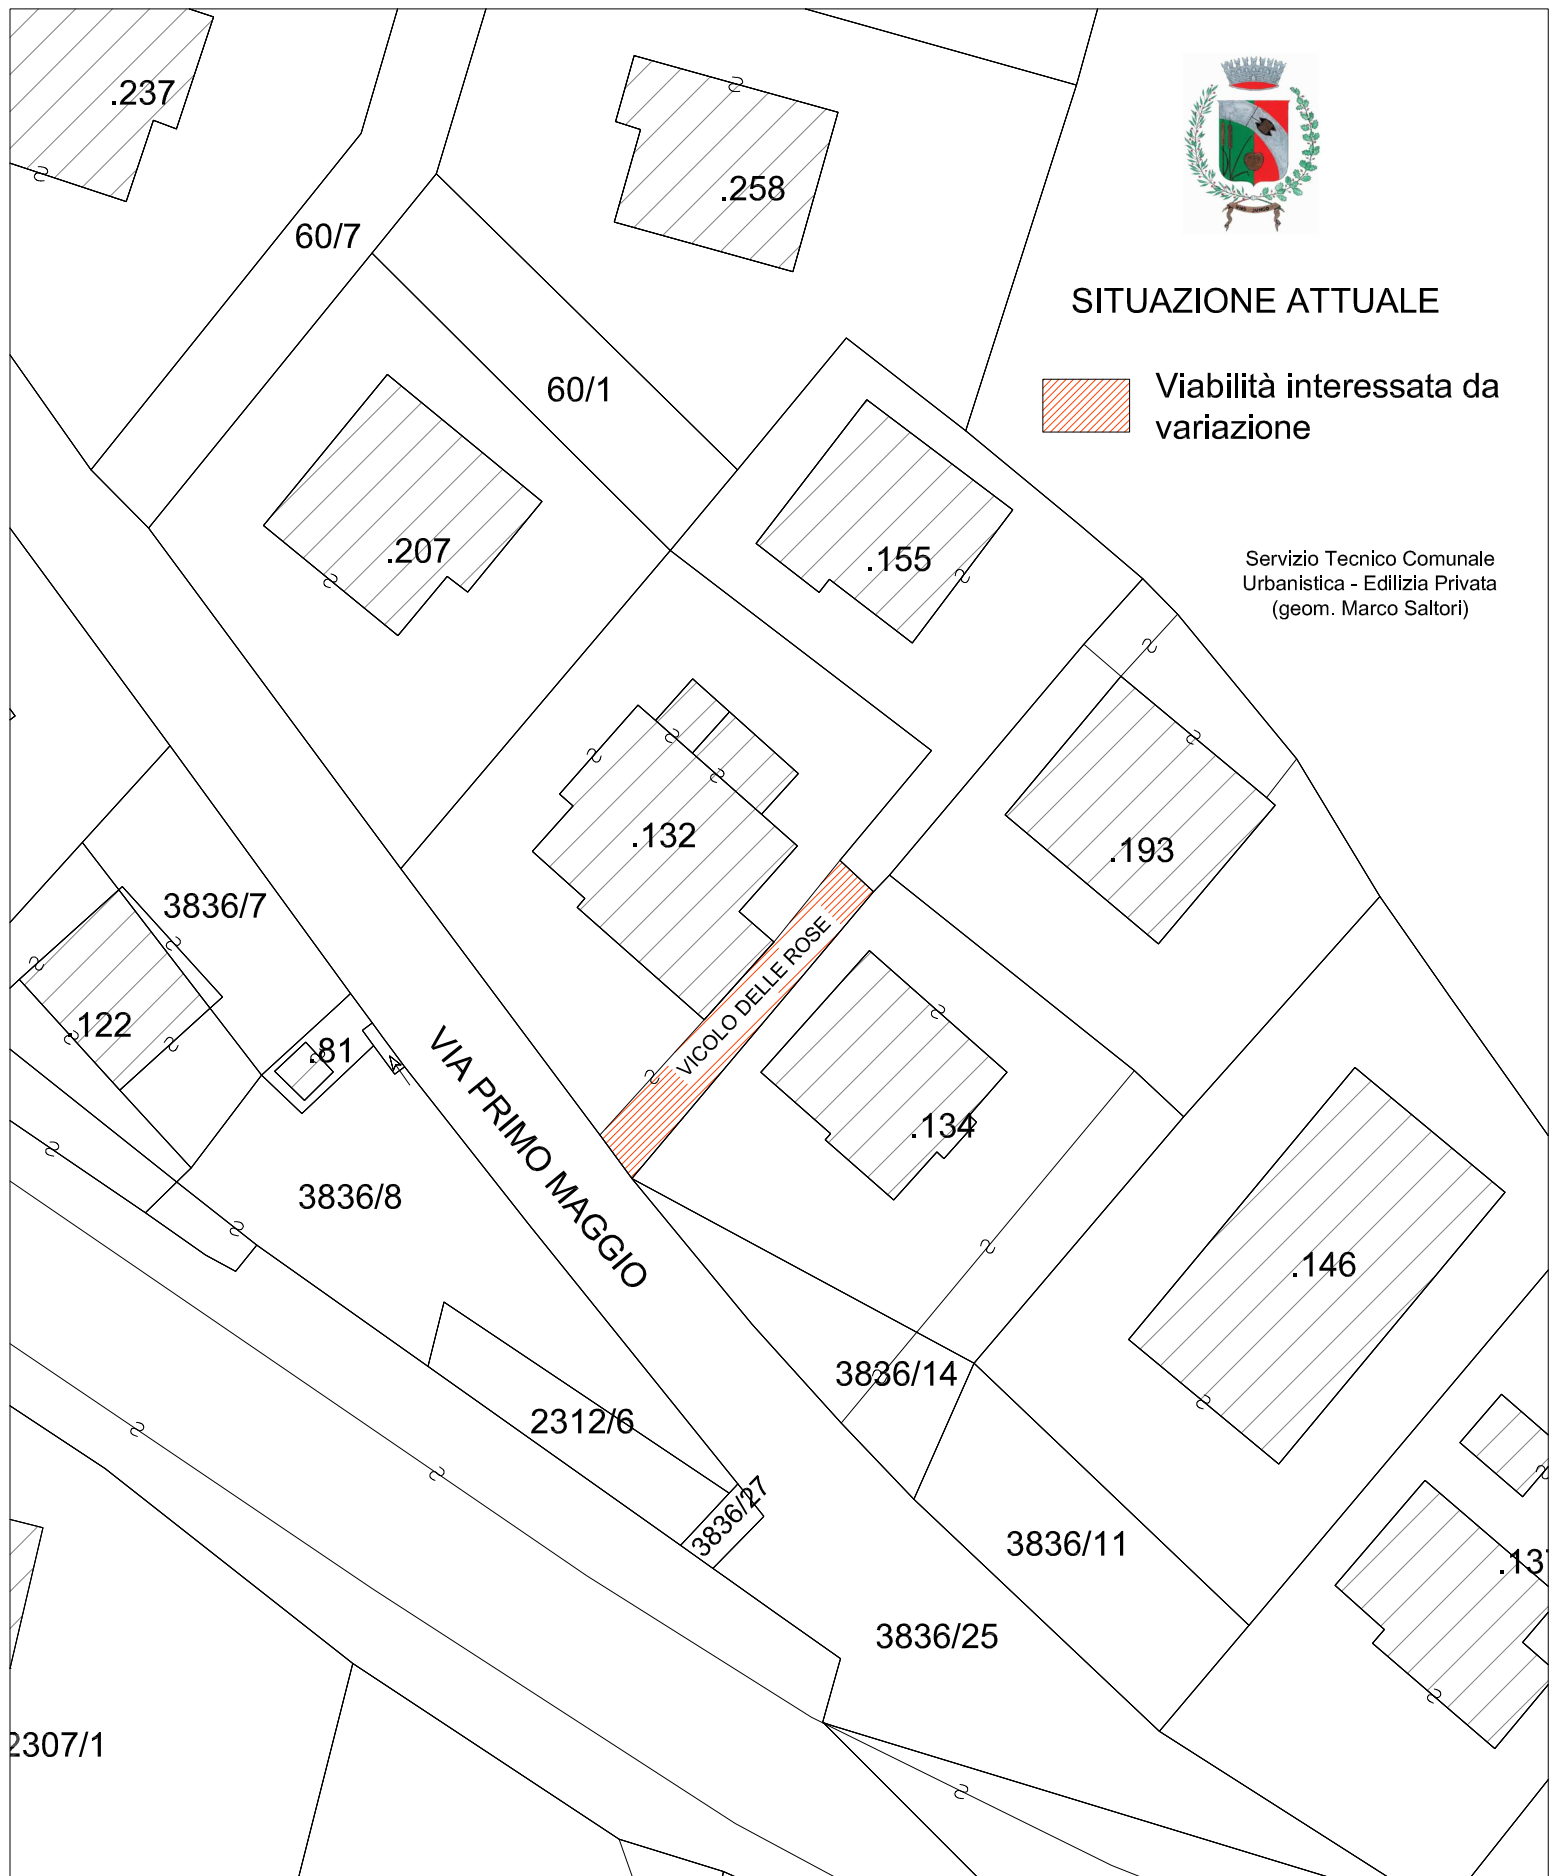 .237
.258
60/7
SITUAZIONE ATTUALE
Viabilità interessata da
variazione
60/1
.207
.155
Servizio Tecnico Comunale
Urbanistica - Edilizia Privata
(geom. Marco Saltori)
.132
.193
3836/7
VICOLO DELLE ROSE
.122
.81
VIA PRIMO MAGGIO
.134
3836/8
.146
3836/14
2312/6
3836/27
3836/11
.137
3836/25
2307/1